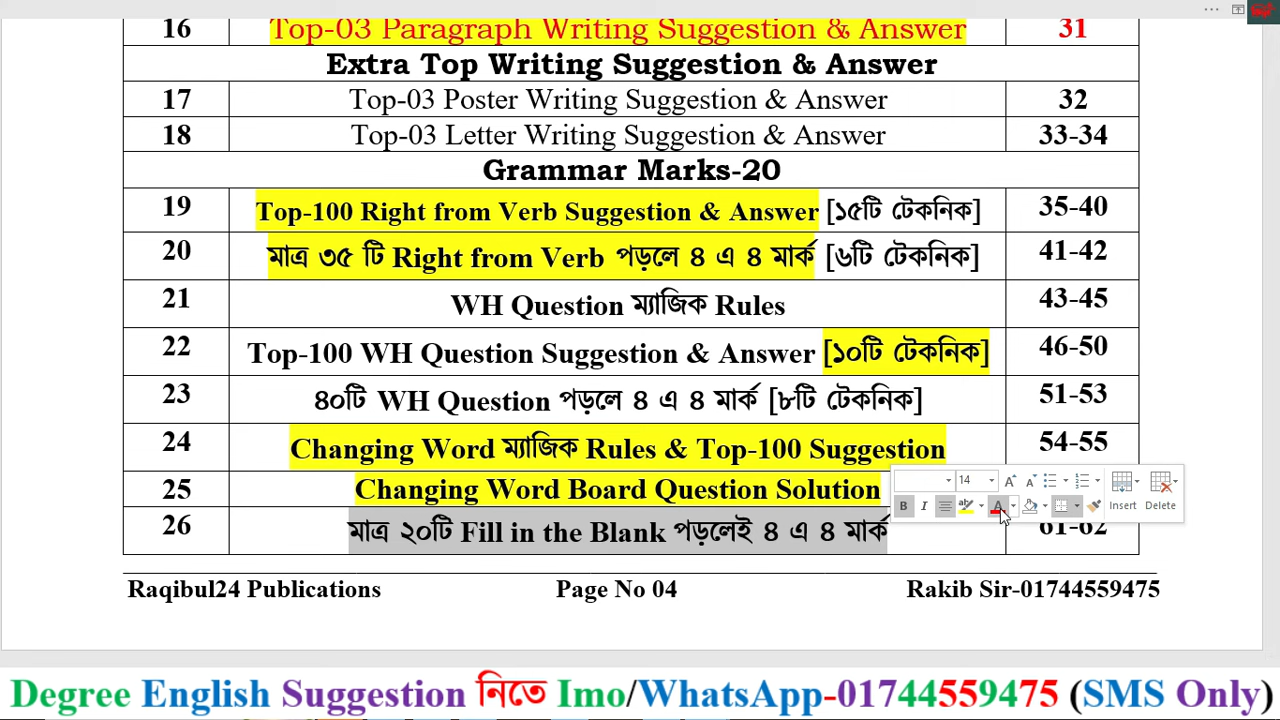 16 Top-03 Paragraph Writing Suggestion & Answer 31
Extra Top Writing Suggestion & Answer
17 Top-03 Poster Writing Suggestion & Answer 32
18 Top-03 Letter Writing Suggestion & Answer 33-34
Grammar Marks-20
19 Top-100 Right from Verb Suggestion & Answer [১৫টি টেকনিক] 35-40
20 মাত্র ৩৫ টি Right from Verb পড়লে ৪ এ ৪ মার্ক [৬টি টেকনিক] 41-42
21 WH Question ম্যাজিক Rules 43-45
22 Top-100 WH Question Suggestion & Answer [১০টি টেকনিক] 46-50
23 ৪০টি WH Question পড়লে ৪ এ ৪ মার্ক [৮টি টেকনিক] 51-53
24 Changing Word ম্যাজিক Rules & Top-100 Suggestion 54-55
25 Changing Word Board Question Solution
14
Insert Delete
26 মাত্র ২০টি Fill in the Blank পড়লেই ৪ এ ৪ মার্ক 61-62
Raqibul24 Publications Page No 04 Rakib Sir-01744559475
Degree English Suggestion নিতে Imo/WhatsApp-01744559475 (SMS Only)